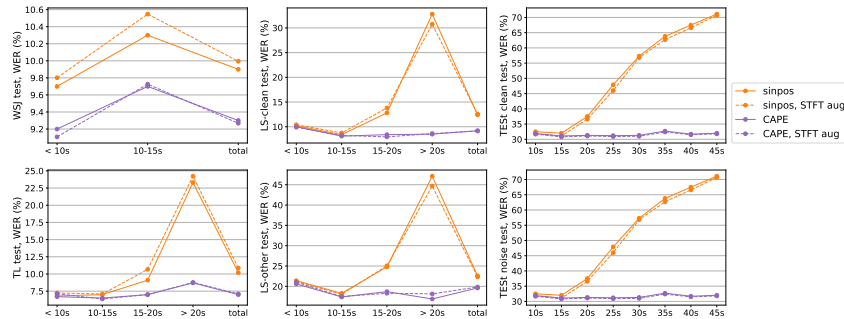 WSJ test, WER (%)
10.6
10.4
10.2
10.0
9.8
9.6
9.4
9.2
< 10s
10-15s
total
LS-clean test, WER (%)
30
25
20
15
10
< 10s
10-15s
15-20s
> 20s
total
TESt clean test, WER (%)
70
65
60
55
50
45
40
35
30
10s
15s
20s
25s
30s
35s
40s
45s
sinpos
sinpos, STFT aug
CAPE
CAPE, STFT aug
TL test, WER (%)
25.0
22.5
20.0
17.5
15.0
12.5
10.0
7.5
< 10s
10-15s
15-20s
> 20s
total
LS-other test, WER (%)
45
40
35
30
25
20
< 10s
10-15s
15-20s
> 20s
total
TESt noise test, WER (%)
70
65
60
55
50
45
40
35
30
10s
15s
20s
25s
30s
35s
40s
45s